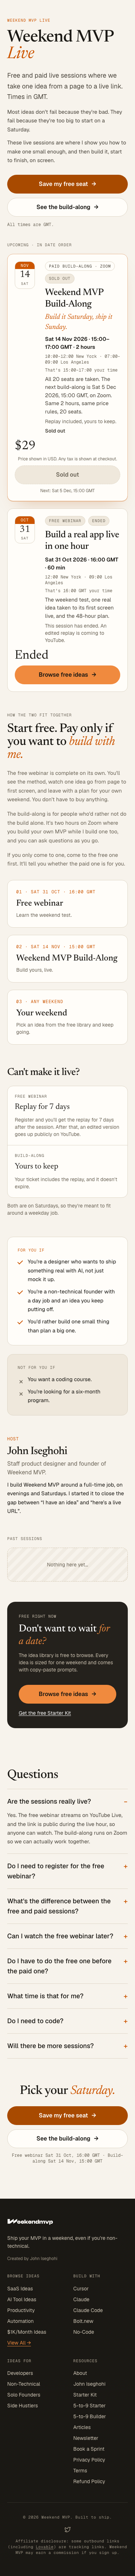 WEEKEND MVP LIVE
Weekend MVP
Live
Free and paid live sessions where we
take one idea from a page to a live link.
Times in GMT.
Most ideas don't fail because they're bad. They
fail because they're too big to start on a
Saturday.
These live sessions are where I show you how to
make one small enough, then build it, start
to finish, on screen.
Save my free seat →
See the build-along →
All times are GMT.
UPCOMING · IN DATE ORDER
NOV
14
SAT
PAID BUILD-ALONG · ZOOM
SOLD OUT
Weekend MVP
Build-Along
Build it Saturday, ship it
Sunday.
Sat 14 Nov 2026 · 15:00–
17:00 GMT · 2 hours
10:00–12:00 New York · 07:00–
09:00 Los Angeles
That's 15:00–17:00 your time
All 20 seats are taken. The
next build-along is Sat 5 Dec
2026, 15:00 GMT, on Zoom.
Same 2 hours, same price
rules, 20 seats.
Replay included, yours to keep.
Sold out
$29
Price shown in USD. Any tax is shown at checkout.
Sold out
Next: Sat 5 Dec, 15:00 GMT
OCT
31
SAT
FREE WEBINAR
ENDED
Build a real app live
in one hour
Sat 31 Oct 2026 · 16:00 GMT
· 60 min
12:00 New York · 09:00 Los
Angeles
That's 16:00 GMT your time
The weekend test, one real
idea taken to its first screen
live, and the 48-hour plan.
This session has ended. An
edited replay is coming to
YouTube.
Ended
Browse free ideas →
HOW THE TWO FIT TOGETHER
Start free. Pay only if
you want to build with
me.
The free webinar is complete on its own. You'll
see the method, watch one idea go from page to
first screen, and leave with a plan for your own
weekend. You don't have to buy anything.
The build-along is for people who'd rather not do
it alone. It's two hours on Zoom where
you build your own MVP while I build mine too,
and you can ask questions as you go.
If you only come to one, come to the free one
first. It'll tell you if you want the second.
#1 · SAT 31 OCT · 16:00 GMT
Free webinar
Learn the weekend test.
#2 · SAT 14 NOV · 15:00 GMT
Weekend MVP Build-Along
Build yours, live.
#3 · ANY WEEKEND
Your weekend
Pick an idea from the free library and keep
going.
Can't make it live?
FREE WEBINAR
Replay for 7 days
Register and you'll get the replay for 7 days
after the session. After that, an edited version
goes up publicly on YouTube.
BUILD-ALONG
Yours to keep
Your ticket includes the replay, and it doesn't
expire.
Both are on Saturdays, so they're meant to fit
around a weekday job.
FOR YOU IF
✓ You're a designer who wants to ship
something real with AI, not just
mock it up.
✓ You're a non-technical founder with
a day job and an idea you keep
putting off.
✓ You'd rather build one small thing
than plan a big one.
NOT FOR YOU IF
✕ You want a coding course.
✕ You're looking for a six-month
program.
HOST
John Iseghohi
Staff product designer and founder of
Weekend MVP.
I build Weekend MVP around a full-time job, on
evenings and Saturdays. I started it to close the
gap between "I have an idea" and "here's a live
URL".
PAST SESSIONS
Nothing here yet...
FREE RIGHT NOW
Don't want to wait for
a date?
The idea library is free to browse. Every
idea is sized for one weekend and comes
with copy-paste prompts.
Browse free ideas →
Get the free Starter Kit
Questions
Are the sessions really live?
Yes. The free webinar streams on YouTube Live,
and the link is public during the live hour, so
anyone can watch. The build-along runs on Zoom
so we can actually work together.
Do I need to register for the free
webinar?
What's the difference between the
free and paid sessions?
Can I watch the free webinar later?
Do I have to do the free one before
the paid one?
What time is that for me?
Do I need to code?
Will there be more sessions?
Pick your Saturday.
Save my free seat →
See the build-along →
Free webinar Sat 31 Oct, 16:00 GMT · Build-
along Sat 14 Nov, 15:00 GMT
Weekendmvp
Ship your MVP in a weekend, even if you're non-
technical.
Created by John Iseghohi
BROWSE IDEAS
SaaS Ideas
AI Tool Ideas
Productivity
Automation
$1K/Month Ideas
View All →
BUILD WITH
Cursor
Claude
Claude Code
Bolt.new
No-Code
IDEAS FOR
Developers
Non-Technical
Solo Founders
Side Hustlers
RESOURCES
About
John Iseghohi
Starter Kit
5-to-9 Starter
5-to-9 Builder
Articles
Newsletter
Book a Sprint
Privacy Policy
Terms
Refund Policy
© 2026 Weekend MVP. Built to ship.
Affiliate disclosure: some outbound links
are tracking links. Weekend
MVP may earn a commission if you sign up.